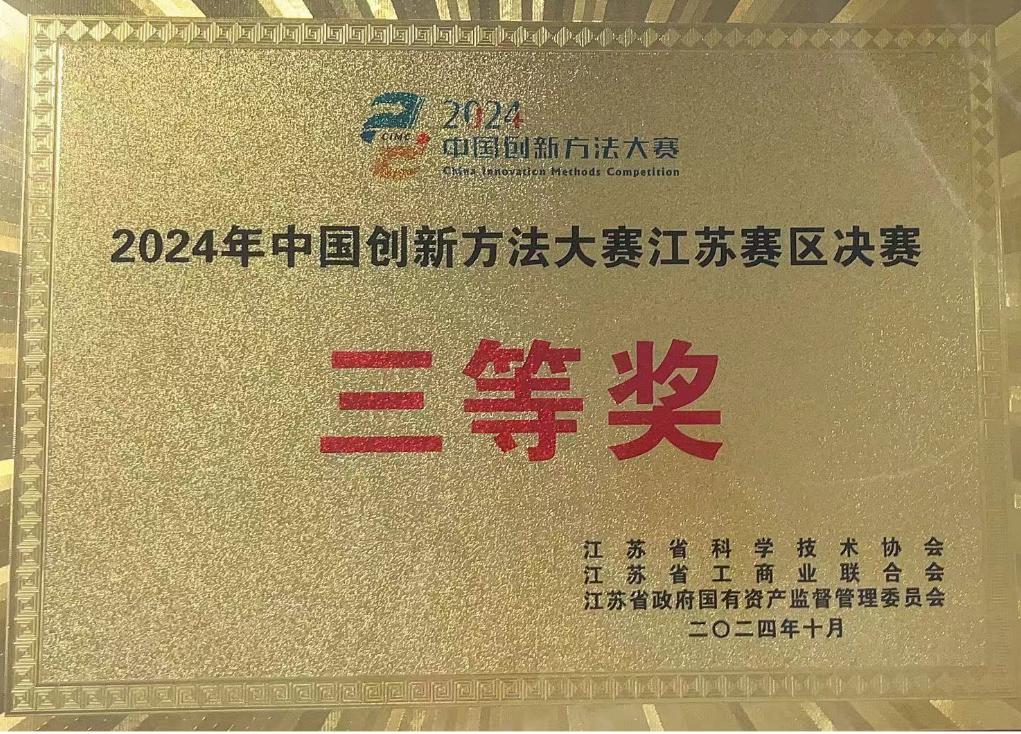 CIMC
2024
中国创新方法大赛
China Innovation Methods Competition
2024年中国创新方法大赛江苏赛区决赛
三等奖
江苏省科学技术协会
江苏省工商业联合会
江苏省政府国有资产监督管理委员会
二〇二四年十月